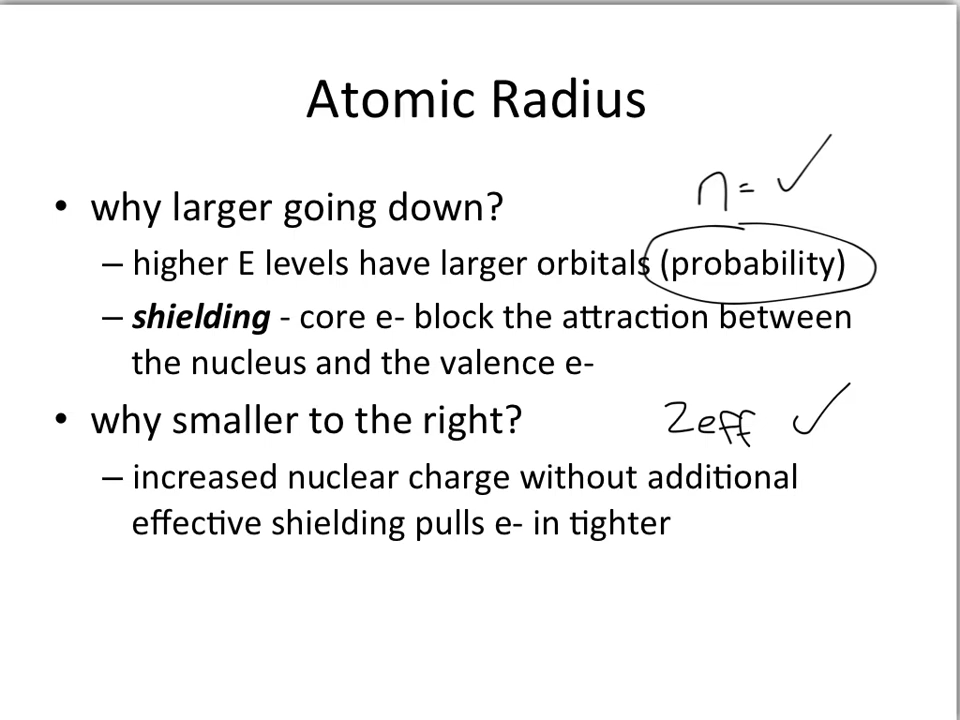 Atomic Radius
n = ✓
• why larger going down?
– higher E levels have larger orbitals (probability)
– shielding - core e- block the attraction between
the nucleus and the valence e-
• why smaller to the right?
Zeff ✓
– increased nuclear charge without additional
effective shielding pulls e- in tighter